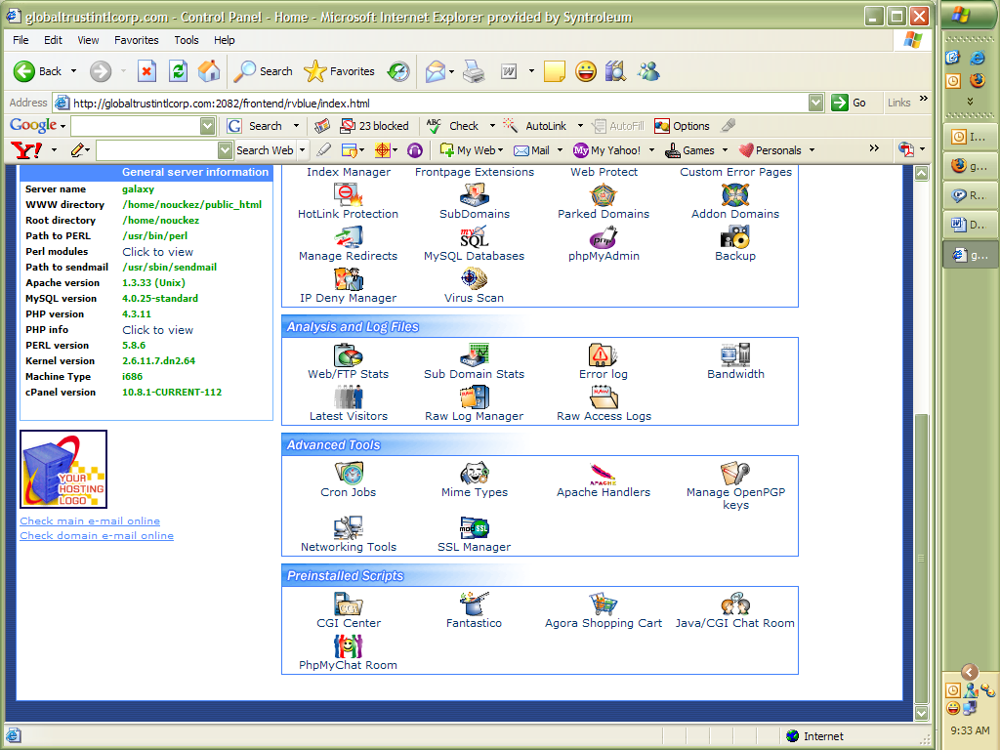 globaltrustintlcorp.com - Control Panel - Home - Microsoft Internet Explorer provided by Syntroleum
File Edit View Favorites Tools Help
Back Search Favorites
Address http://globaltrustintlcorp.com:2082/frontend/rvblue/index.html Go Links »
Google Search 23 blocked ABC Check AutoLink AutoFill Options
Y! Search Web My Web Mail My Yahoo! Games Personals »
General server information
Server name galaxy
WWW directory /home/nouckez/public_html
Root directory /home/nouckez
Path to PERL /usr/bin/perl
Perl modules Click to view
Path to sendmail /usr/sbin/sendmail
Apache version 1.3.33 (Unix)
MySQL version 4.0.25-standard
PHP version 4.3.11
PHP info Click to view
PERL version 5.8.6
Kernel version 2.6.11.7.dn2.64
Machine Type i686
cPanel version 10.8.1-CURRENT-112
YOUR
HOSTING
LOGO
Check main e-mail online
Check domain e-mail online
Index Manager Frontpage Extensions Web Protect Custom Error Pages
HotLink Protection SubDomains Parked Domains Addon Domains
Manage Redirects MySQL Databases phpMyAdmin Backup
IP Deny Manager Virus Scan
Analysis and Log Files
Web/FTP Stats Sub Domain Stats Error log Bandwidth
Latest Visitors Raw Log Manager Raw Access Logs
Advanced Tools
Cron Jobs Mime Types Apache Handlers Manage OpenPGP
keys
Networking Tools SSL Manager
Preinstalled Scripts
CGI Center Fantastico Agora Shopping Cart Java/CGI Chat Room
PhpMyChat Room
Internet
I...
g...
R...
D...
g...
9:33 AM